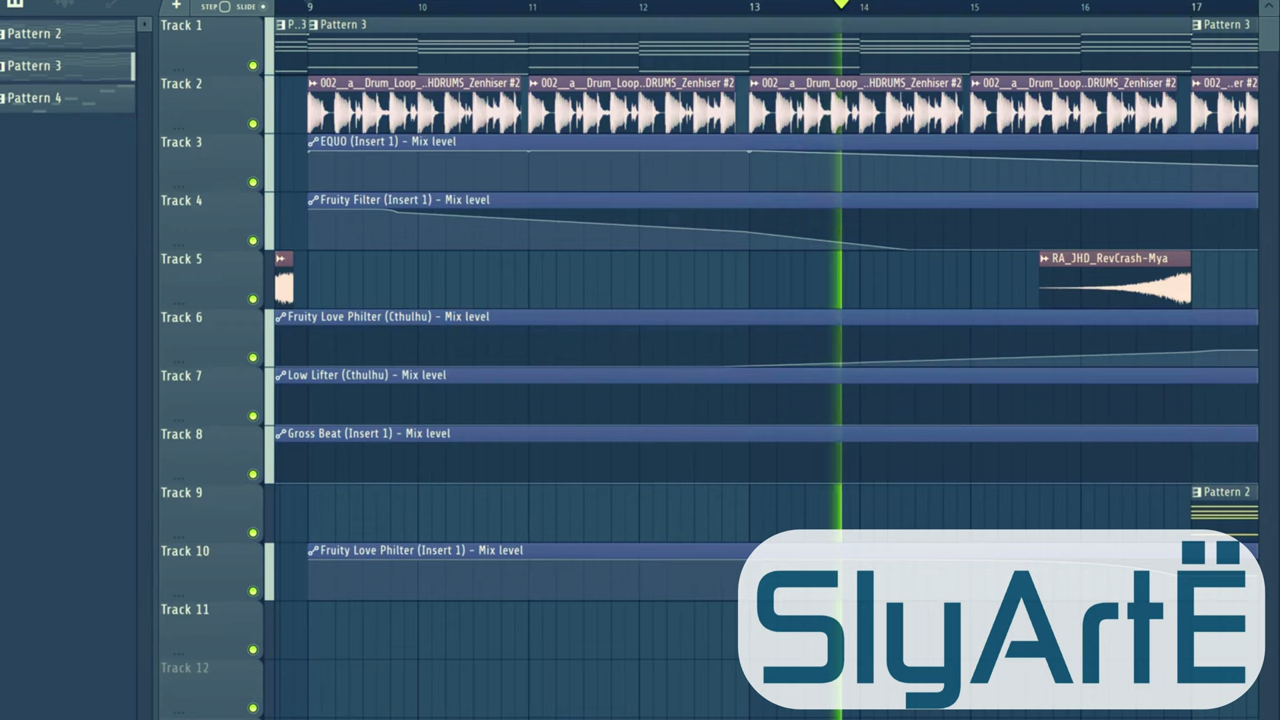 STEP SLIDE
9 10 11 12 13 14 15 16 17
Pattern 2
Pattern 3
Pattern 4
Track 1
P..3 Pattern 3 Pattern 3
Track 2
002__a__Drum_Loop_..HDRUMS_Zenhiser #2 002__a__Drum_Loop..DRUMS_Zenhiser #2 002__a__Drum_Loop_..HDRUMS_Zenhiser #2 002__a__Drum_Loop..DRUMS_Zenhiser #2 002_..er #2
Track 3
EQUO (Insert 1) - Mix level
Track 4
Fruity Filter (Insert 1) - Mix level
Track 5
RA_JHD_RevCrash-Mya
Track 6
Fruity Love Philter (Cthulhu) - Mix level
Track 7
Low Lifter (Cthulhu) - Mix level
Track 8
Gross Beat (Insert 1) - Mix level
Track 9
Pattern 2
Track 10
Fruity Love Philter (Insert 1) - Mix level
Track 11
Track 12
SlyArtË